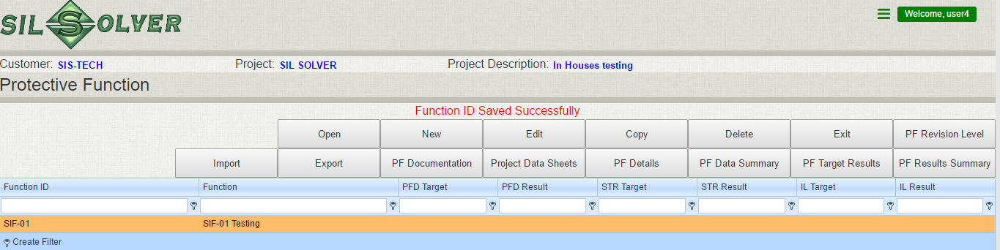 SIL SOLVER
Welcome, user4
Customer: SIS-TECH Project: SIL SOLVER Project Description: In Houses testing
Protective Function
Function ID Saved Successfully
Open New Edit Copy Delete Exit PF Revision Level
Import Export PF Documentation Project Data Sheets PF Details PF Data Summary PF Target Results PF Results Summary
Function ID Function PFD Target PFD Result STR Target STR Result IL Target IL Result
SIF-01 SIF-01 Testing
Create Filter